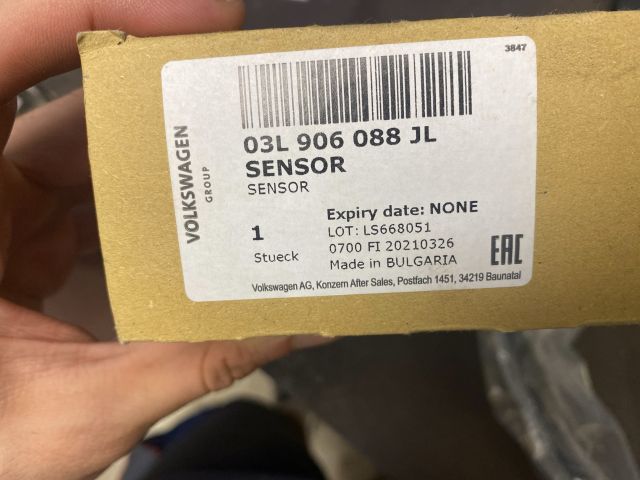 3847
VOLKSWAGEN
GROUP
03L 906 088 JL
SENSOR
SENSOR
1
Stueck
Expiry date: NONE
LOT: LS668051
0700 FI 20210326
Made in BULGARIA
EAC
Volkswagen AG, Konzern After Sales, Postfach 1451, 34219 Baunatal